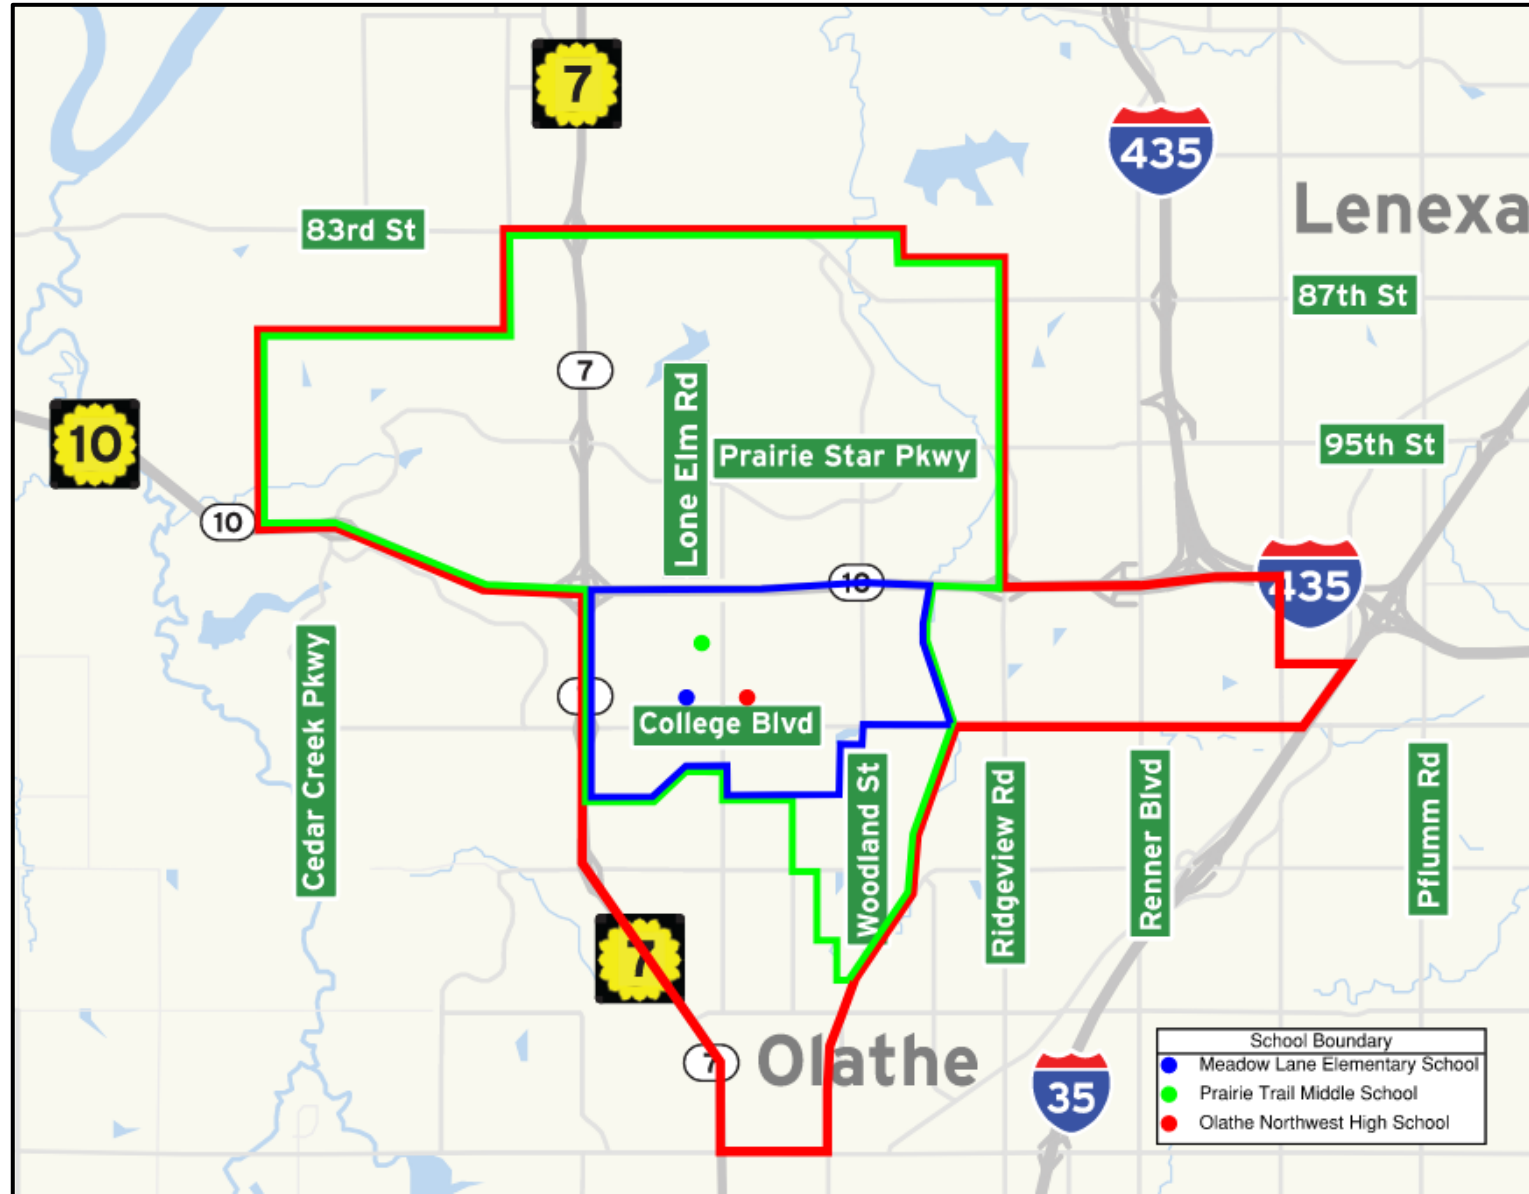 7
435
Lenexa
83rd St
87th St
7
Lone Elm Rd
10
Prairie Star Pkwy
95th St
10
10
435
Cedar Creek Pkwy
College Blvd
Woodland St
Ridgeview Rd
Renner Blvd
Pflumm Rd
7
Olathe
7
35
School Boundary
Meadow Lane Elementary School
Prairie Trail Middle School
Olathe Northwest High School